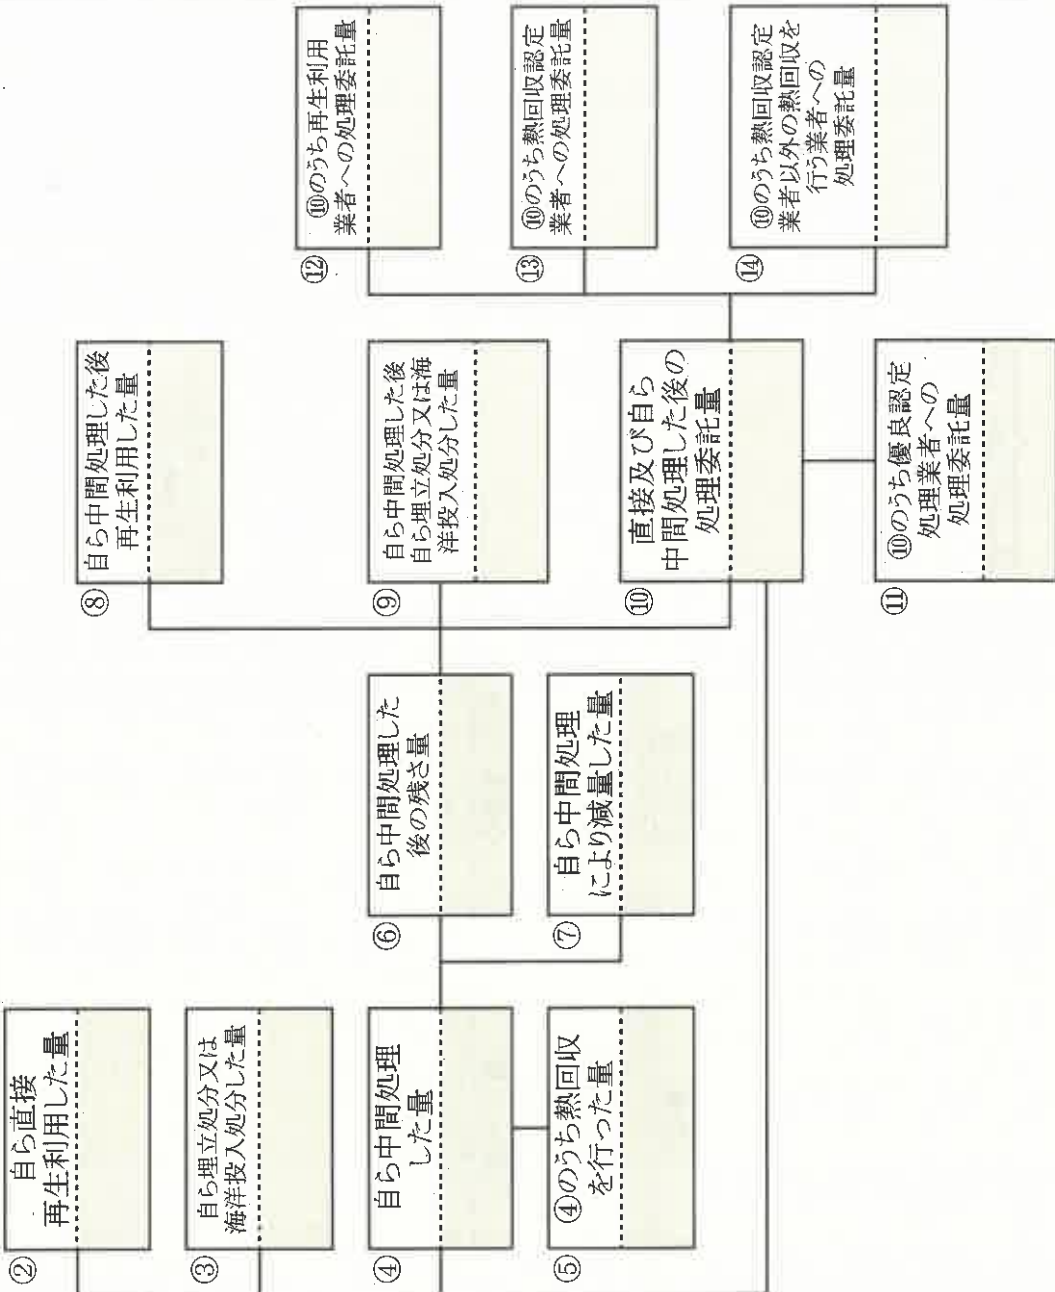 ②
自ら直接
再生利用した量
③
自ら埋立処分又は
海洋投入処分した量
④
自ら中間処理
した量
⑤
④のうち熱回収
を行った量
⑥
自ら中間処理した
後の残さ量
⑦
自ら中間処理
により減量した量
⑧
自ら中間処理した後
再生利用した量
⑨
自ら中間処理した後
自ら埋立処分又は海
洋投入処分した量
⑩
直接及び自ら
中間処理した後の
処理委託量
⑪
⑩のうち優良認定
処理業者への
処理委託量
⑫
⑩のうち再生利用
業者への処理委託量
⑬
⑩のうち熱回収認定
業者への処理委託量
⑭
⑩のうち熱回収認定
業者以外の熱回収を
行う業者への
処理委託量